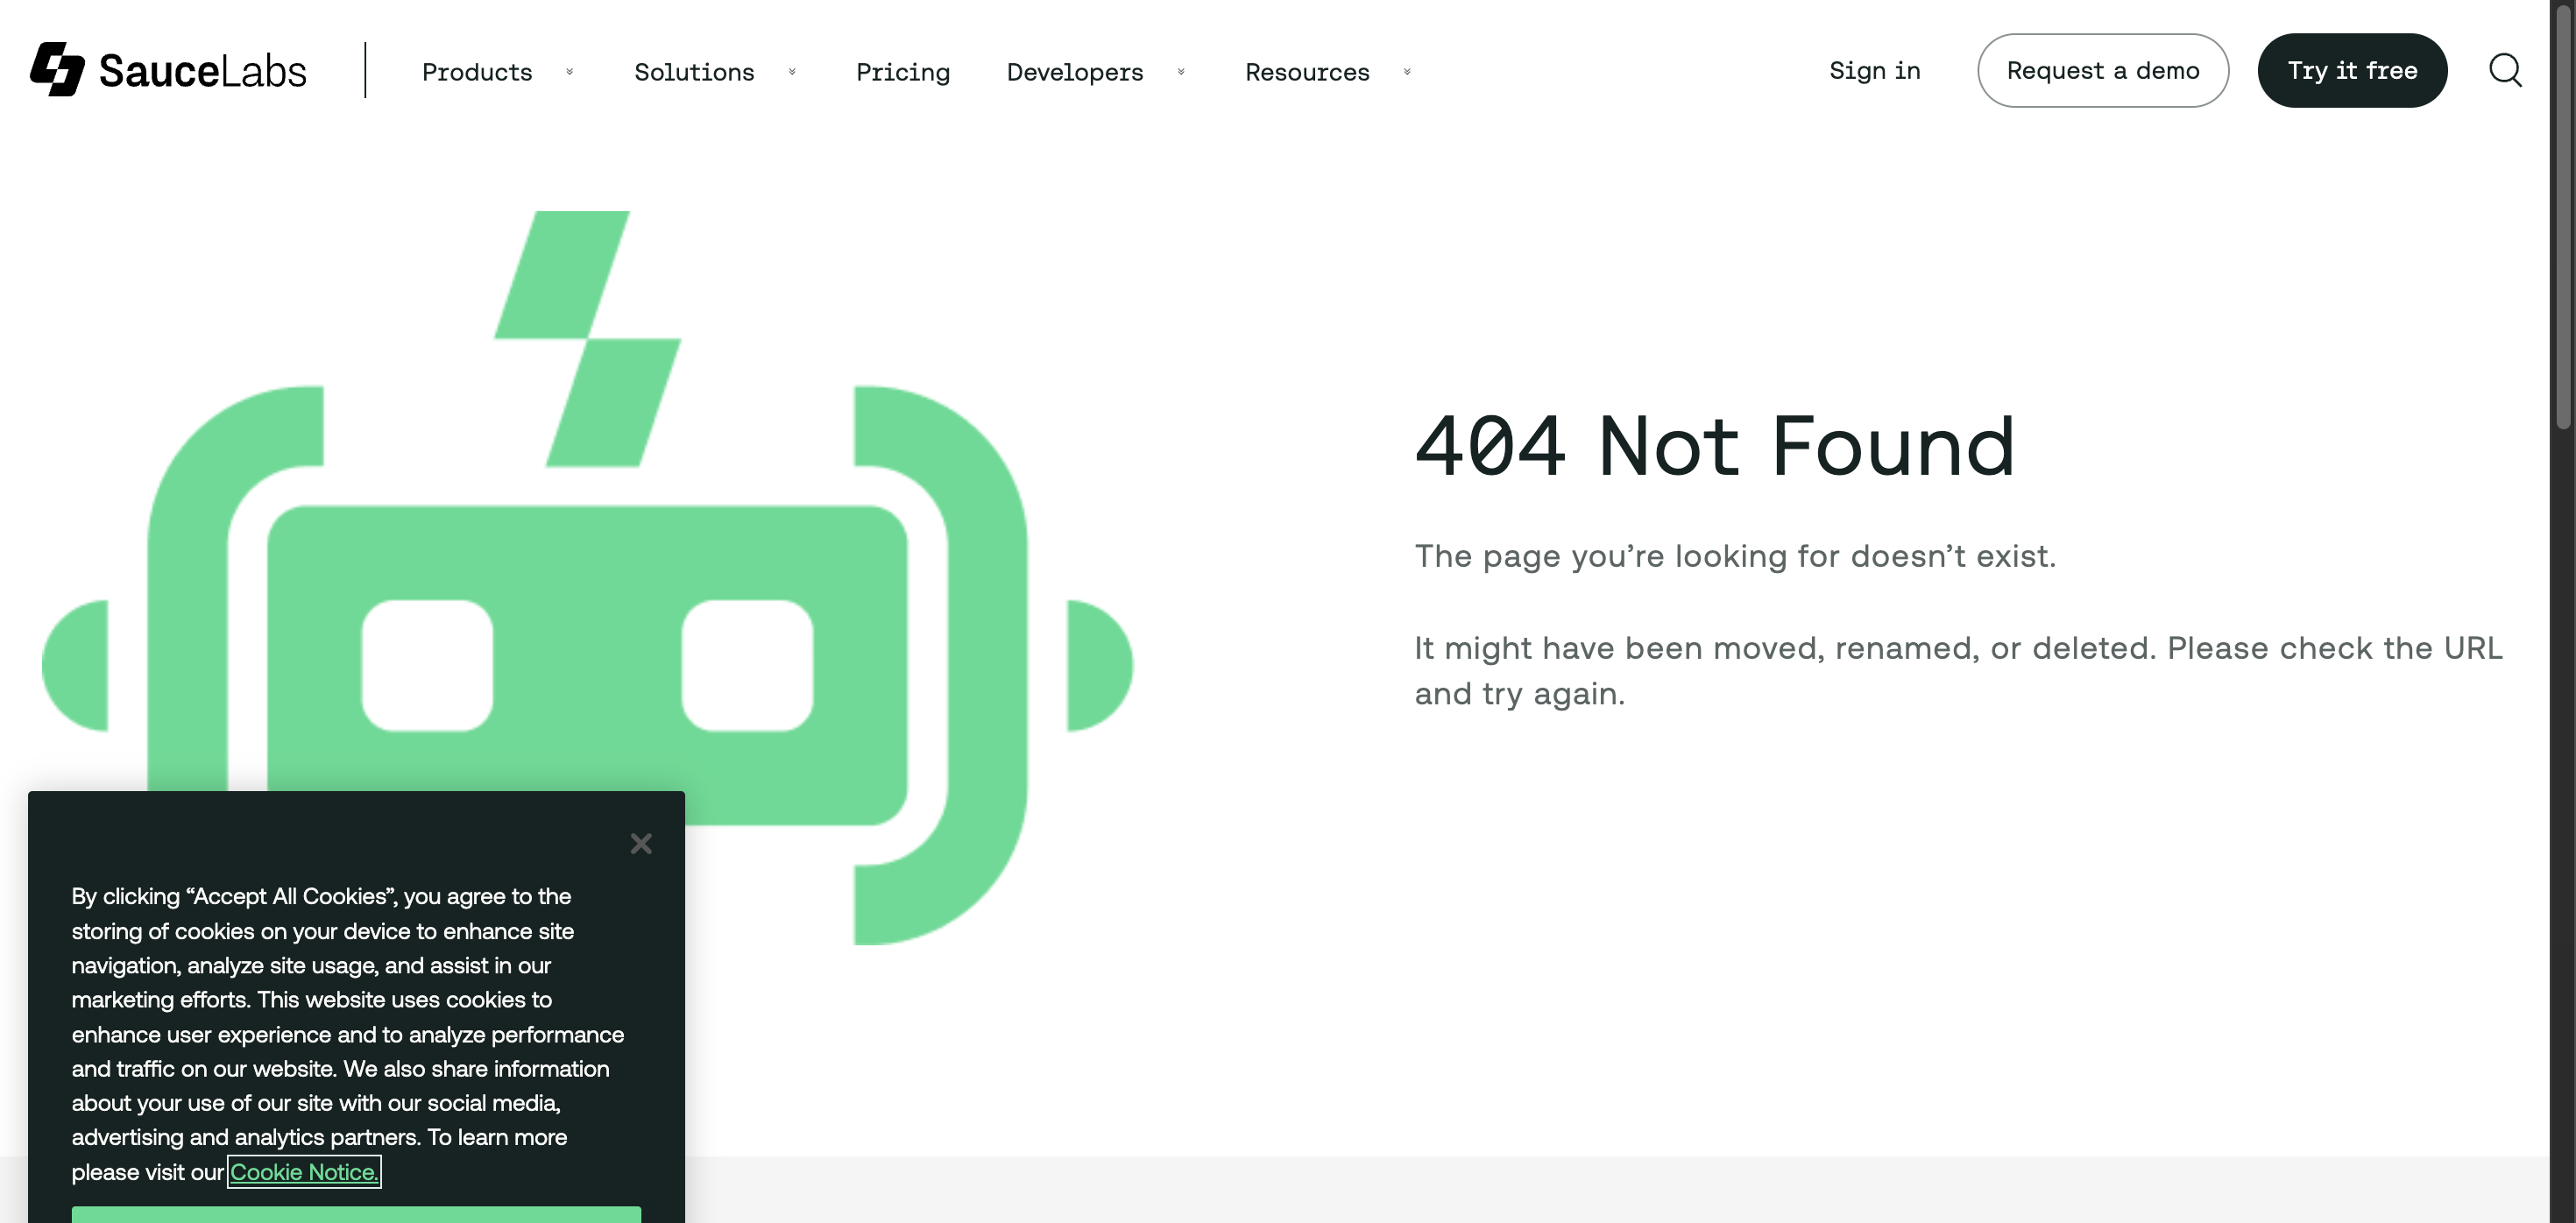 SauceLabs
Products
Solutions
Pricing
Developers
Resources
Sign in
Request a demo
Try it free
404 Not Found
The page you’re looking for doesn’t exist.
It might have been moved, renamed, or deleted. Please check the URL
and try again.
By clicking “Accept All Cookies”, you agree to the
storing of cookies on your device to enhance site
navigation, analyze site usage, and assist in our
marketing efforts. This website uses cookies to
enhance user experience and to analyze performance
and traffic on our website. We also share information
about your use of our site with our social media,
advertising and analytics partners. To learn more
please visit our Cookie Notice.